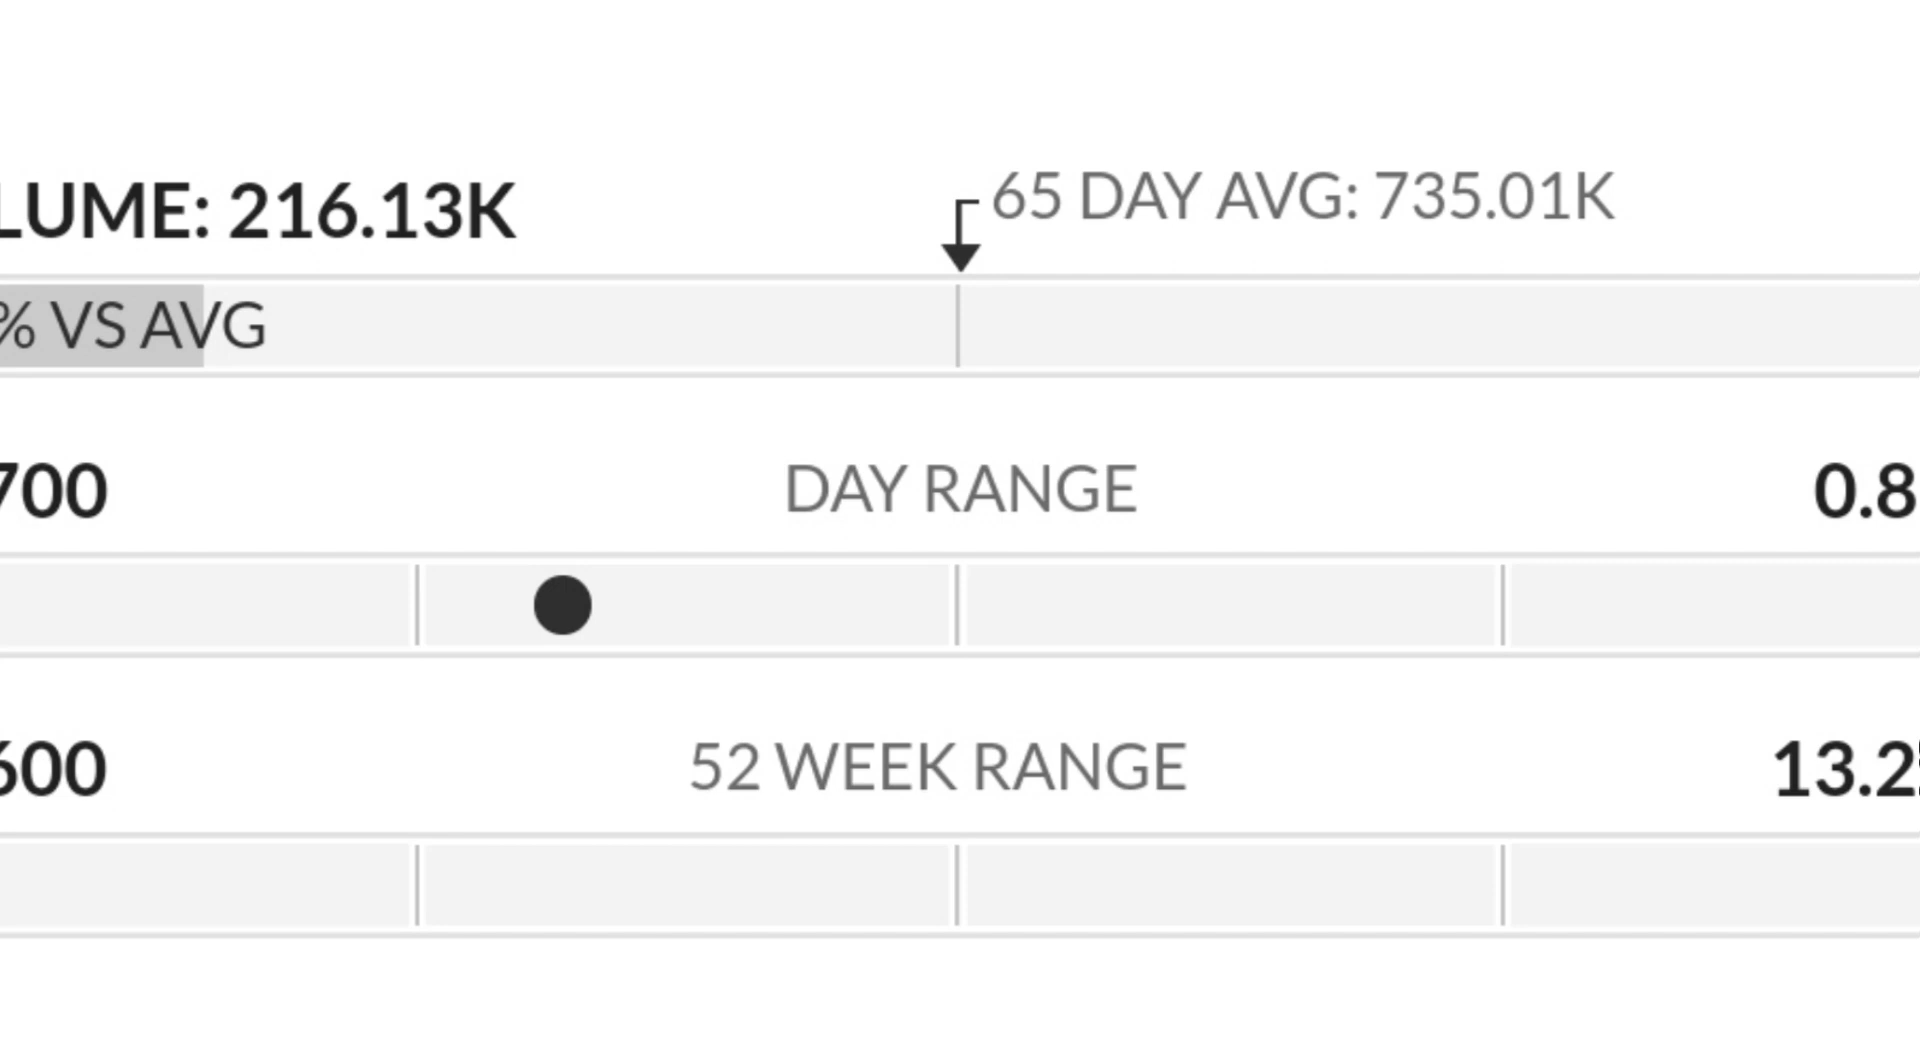 LUME: 216.13K
65 DAY AVG: 735.01K
% VS AVG
700 DAY RANGE 0.8
600 52 WEEK RANGE 13.2